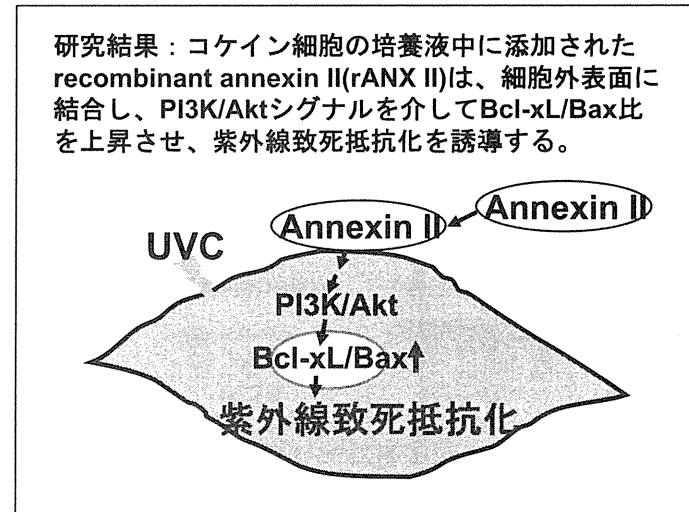 研究結果：コケイン細胞の培養液中に添加された
recombinant annexin II(rANX II)は、細胞外表面に
結合し、PI3K/Aktシグナルを介してBcl-xL/Bax比
を上昇させ、紫外線致死抵抗化を誘導する。
Annexin II
Annexin II
UVC
PI3K/Akt
Bcl-xL/Bax
紫外線致死抵抗化